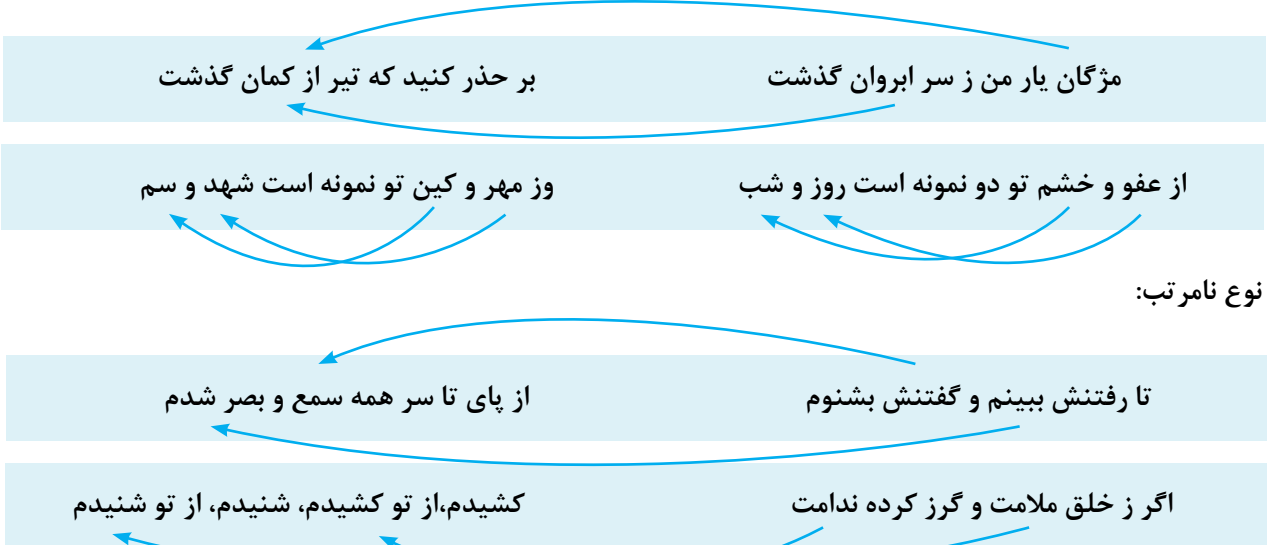 مژگان یار من ز سر ابروان گذشت بر حذر کنید که تیر از کمان گذشت
از عفو و خشم تو دو نمونه است روز و شب وز مهر و کین تو نمونه است شهد و سم
نوع نامرتب:
تا رفتنش ببینم و گفتنش بشنوم از پای تا سر همه سمع و بصر شدم
اگر ز خلق ملامت و گرز کرده ندامت کشیدم،از تو کشیدم، شنیدم، از تو شنیدم